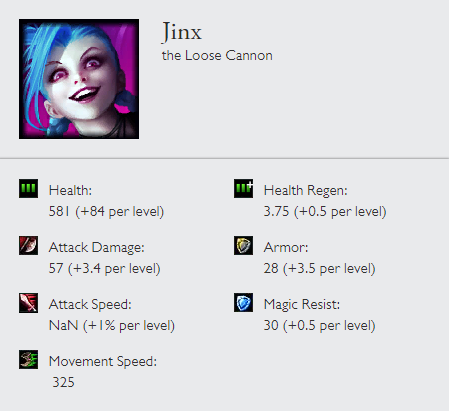 Jinx
the Loose Cannon
Health:
581 (+84 per level)
Health Regen:
3.75 (+0.5 per level)
Attack Damage:
57 (+3.4 per level)
Armor:
28 (+3.5 per level)
Attack Speed:
NaN (+1% per level)
Magic Resist:
30 (+0.5 per level)
Movement Speed:
325